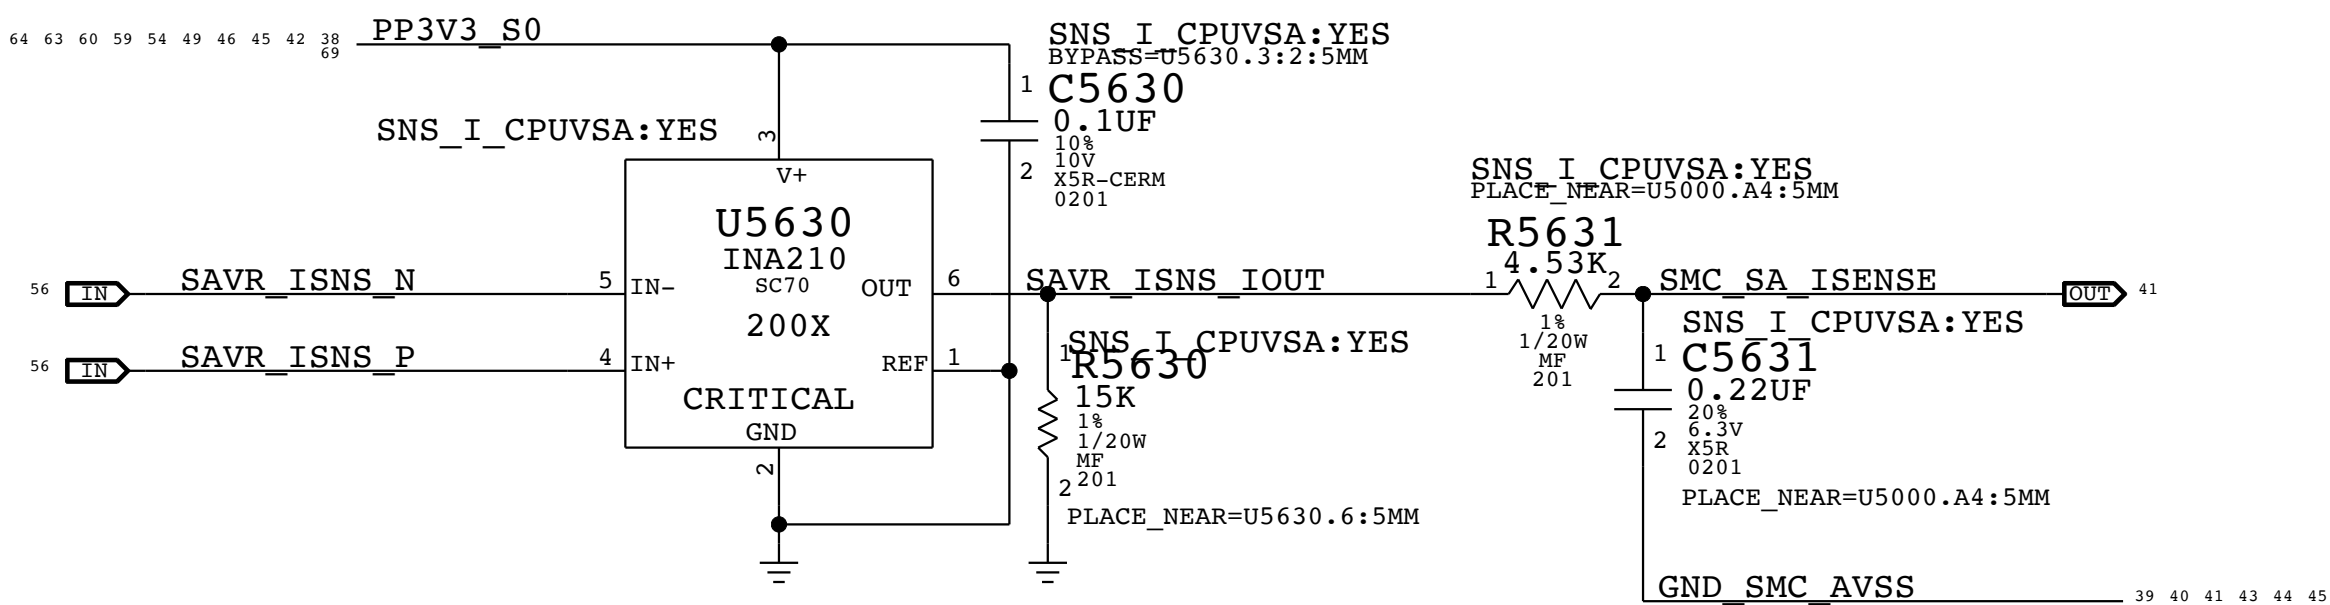 64 63 60 59 54 49 46 45 42 38
69
PP3V3_S0
SNS_I_CPUVSA:YES
BYPASS=U5630.3:2:5MM
1
C5630
0.1UF
10%
10V
2
X5R-CERM
0201
SNS_I_CPUVSA:YES
3
V+
U5630
INA210
SC70
200X
CRITICAL
GND
2
56 IN SAVR_ISNS_N 5 IN-
56 IN SAVR_ISNS_P 4 IN+
OUT 6 SAVR_ISNS_IOUT
REF 1
SNS_I_CPUVSA:YES
1
R5630
15K
1%
1/20W
MF
201
2
PLACE_NEAR=U5630.6:5MM
SNS_I_CPUVSA:YES
PLACE_NEAR=U5000.A4:5MM
R5631
4.53K
1 2
1%
1/20W
MF
201
SMC_SA_ISENSE OUT 41
SNS_I_CPUVSA:YES
1
C5631
0.22UF
20%
6.3V
2
X5R
0201
PLACE_NEAR=U5000.A4:5MM
GND_SMC_AVSS
39 40 41 43 44 45